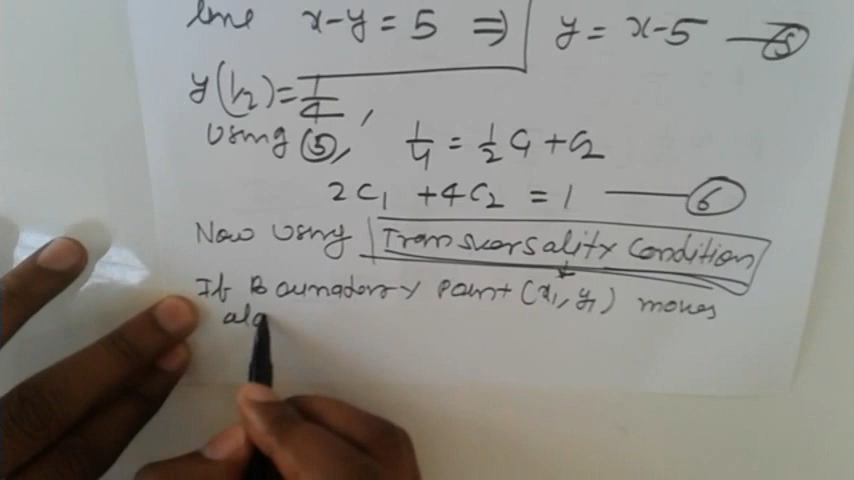 line x-y = 5 ⇒ y = x-5 — (5)
y(1/2) = 1/4,
Using (5), 1/4 = 1/2 C1 + C2
2C1 + 4C2 = 1 — (6)
Now Using Transversality Condition
If Boundary Point (x1, y1) moves
alo